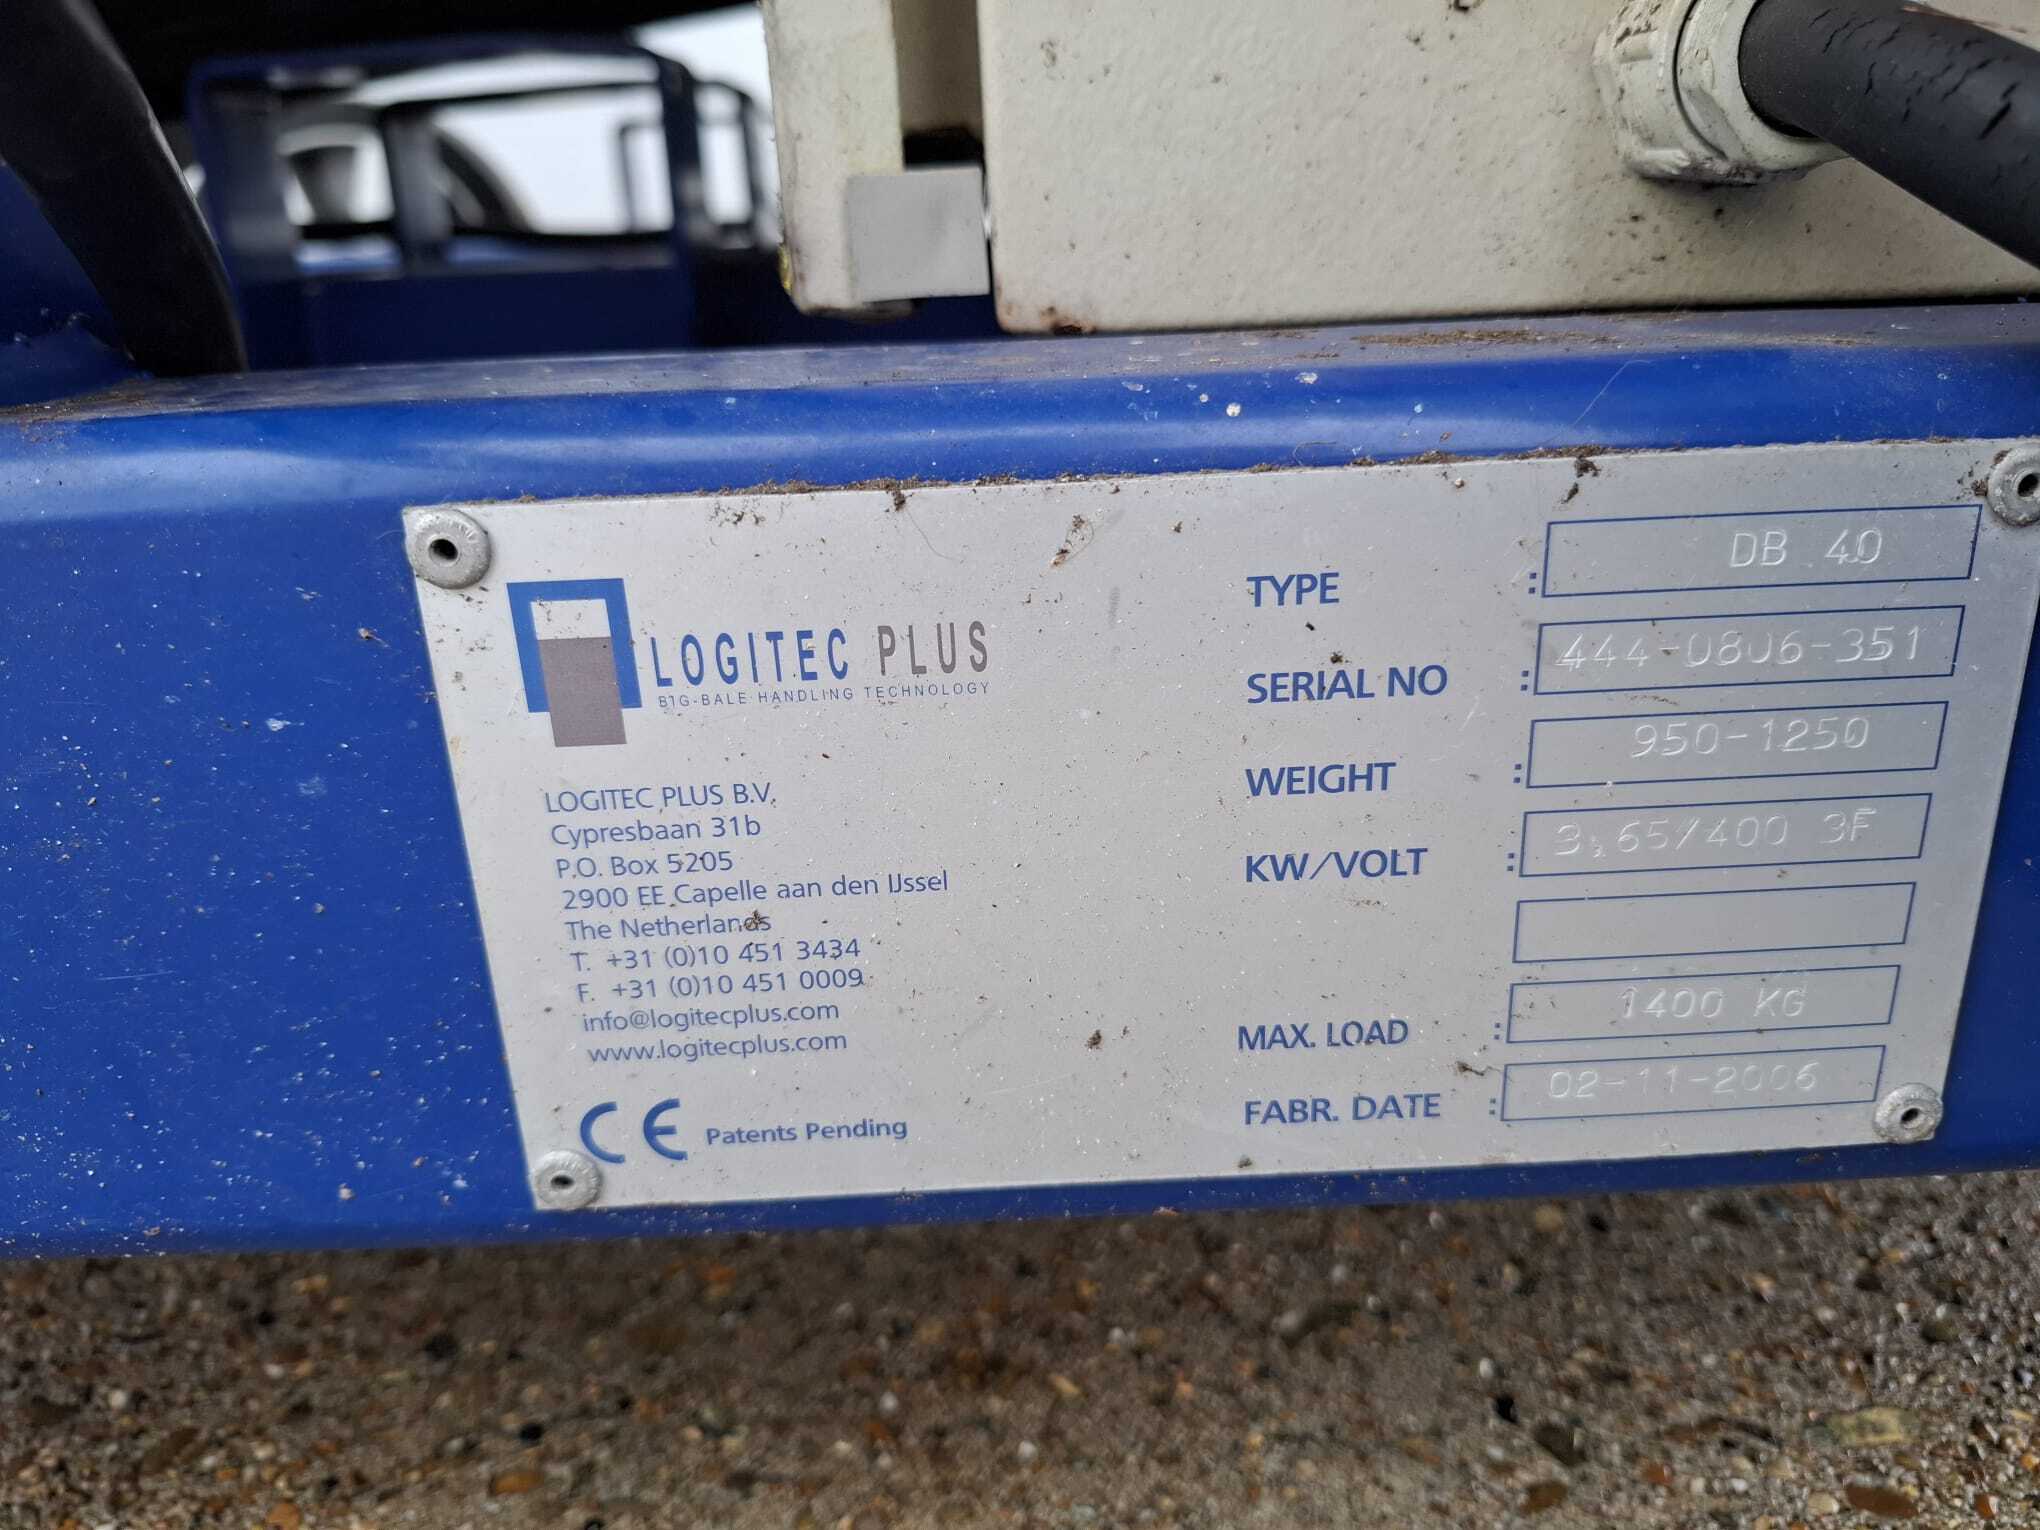 LOGITEC PLUS
BIG-BALE HANDLING TECHNOLOGY
LOGITEC PLUS B.V.
Cypresbaan 31b
P.O. Box 5205
2900 EE Capelle aan den IJssel
The Netherlands
T. +31 (0)10 451 3434
F. +31 (0)10 451 0009
info@logitecplus.com
www.logitecplus.com
CE Patents Pending
TYPE : DB 40
SERIAL NO : 444-0806-351
WEIGHT : 950-1250
KW/VOLT : 3,65/400 3F
MAX. LOAD : 1400 KG
FABR. DATE : 02-11-2006